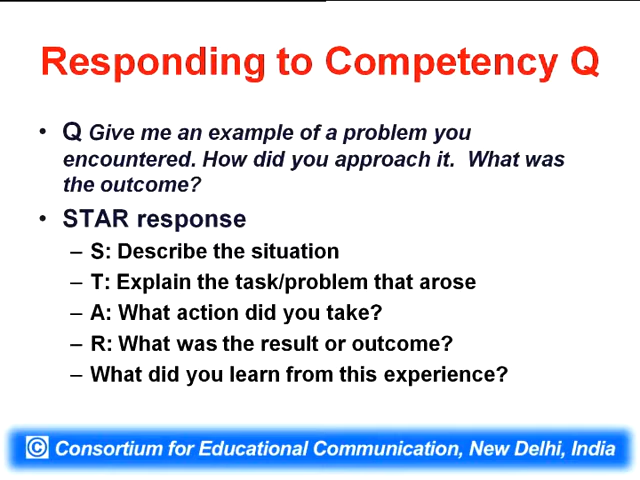 Responding to Competency Q
• Q Give me an example of a problem you
encountered. How did you approach it. What was
the outcome?
• STAR response
– S: Describe the situation
– T: Explain the task/problem that arose
– A: What action did you take?
– R: What was the result or outcome?
– What did you learn from this experience?
© Consortium for Educational Communication, New Delhi, India